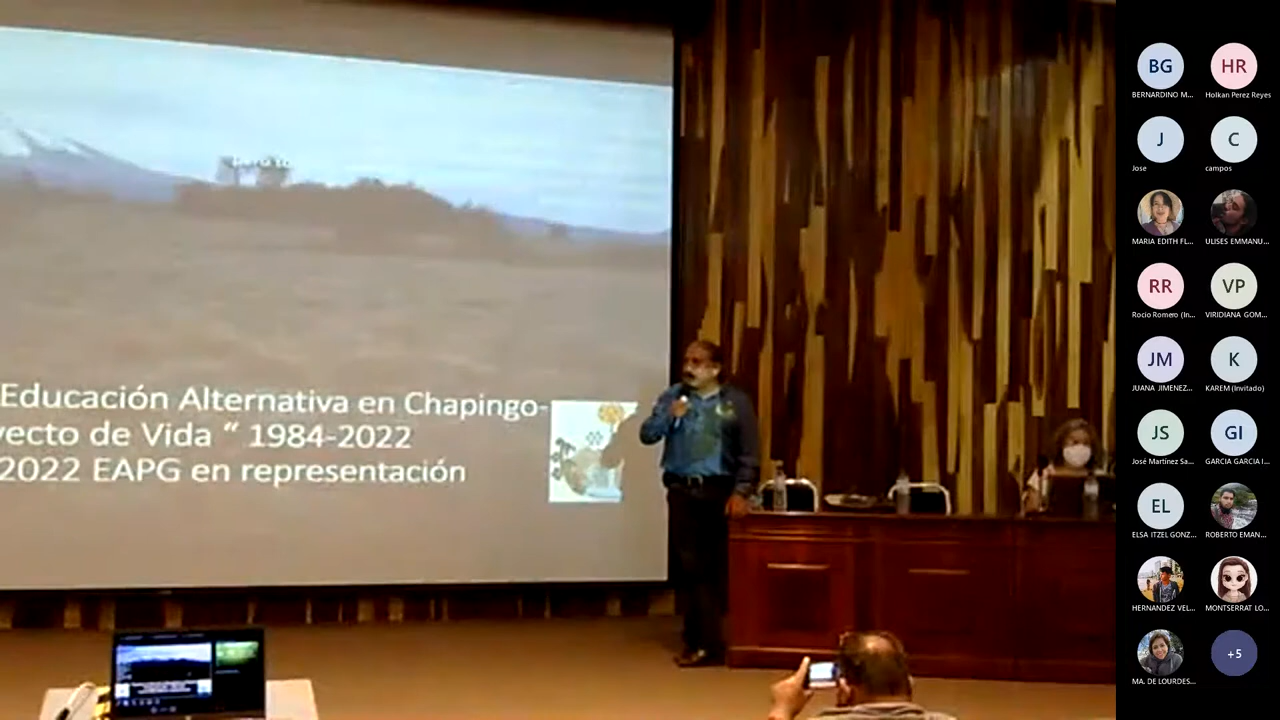 Educación Alternativa en Chapingo-
yecto de Vida “ 1984-2022
2022 EAPG en representación
BG
BERNARDINO M...
HR
Holkan Perez Reyes
J
Jose
C
campos
MARIA EDITH FL...
ULISES EMMANU...
RR
Rocio Romero (In...
VP
VIRIDIANA GOM...
JM
JUANA JIMENEZ...
K
KAREM (Invitado)
JS
José Martínez Sa...
GI
GARCIA GARCIA I...
EL
ELSA ITZEL GONZ...
ROBERTO EMAN...
HERNANDEZ VEL...
MONTSERRAT LO...
MA. DE LOURDES...
+5